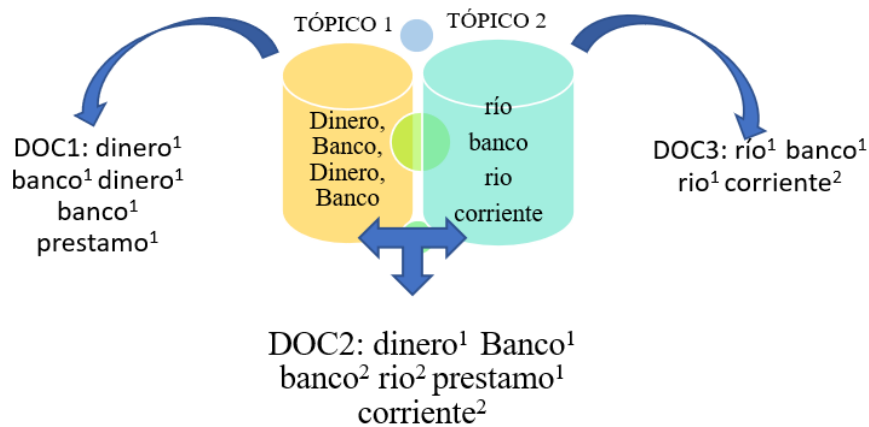 TÓPICO 1
TÓPICO 2
Dinero,
Banco,
Dinero,
Banco
río
banco
rio
corriente
DOC1: dinero¹
banco¹ dinero¹
banco¹
prestamo¹
DOC3: río¹ banco¹
rio¹ corriente²
DOC2: dinero¹ Banco¹
banco² rio² prestamo¹
corriente²